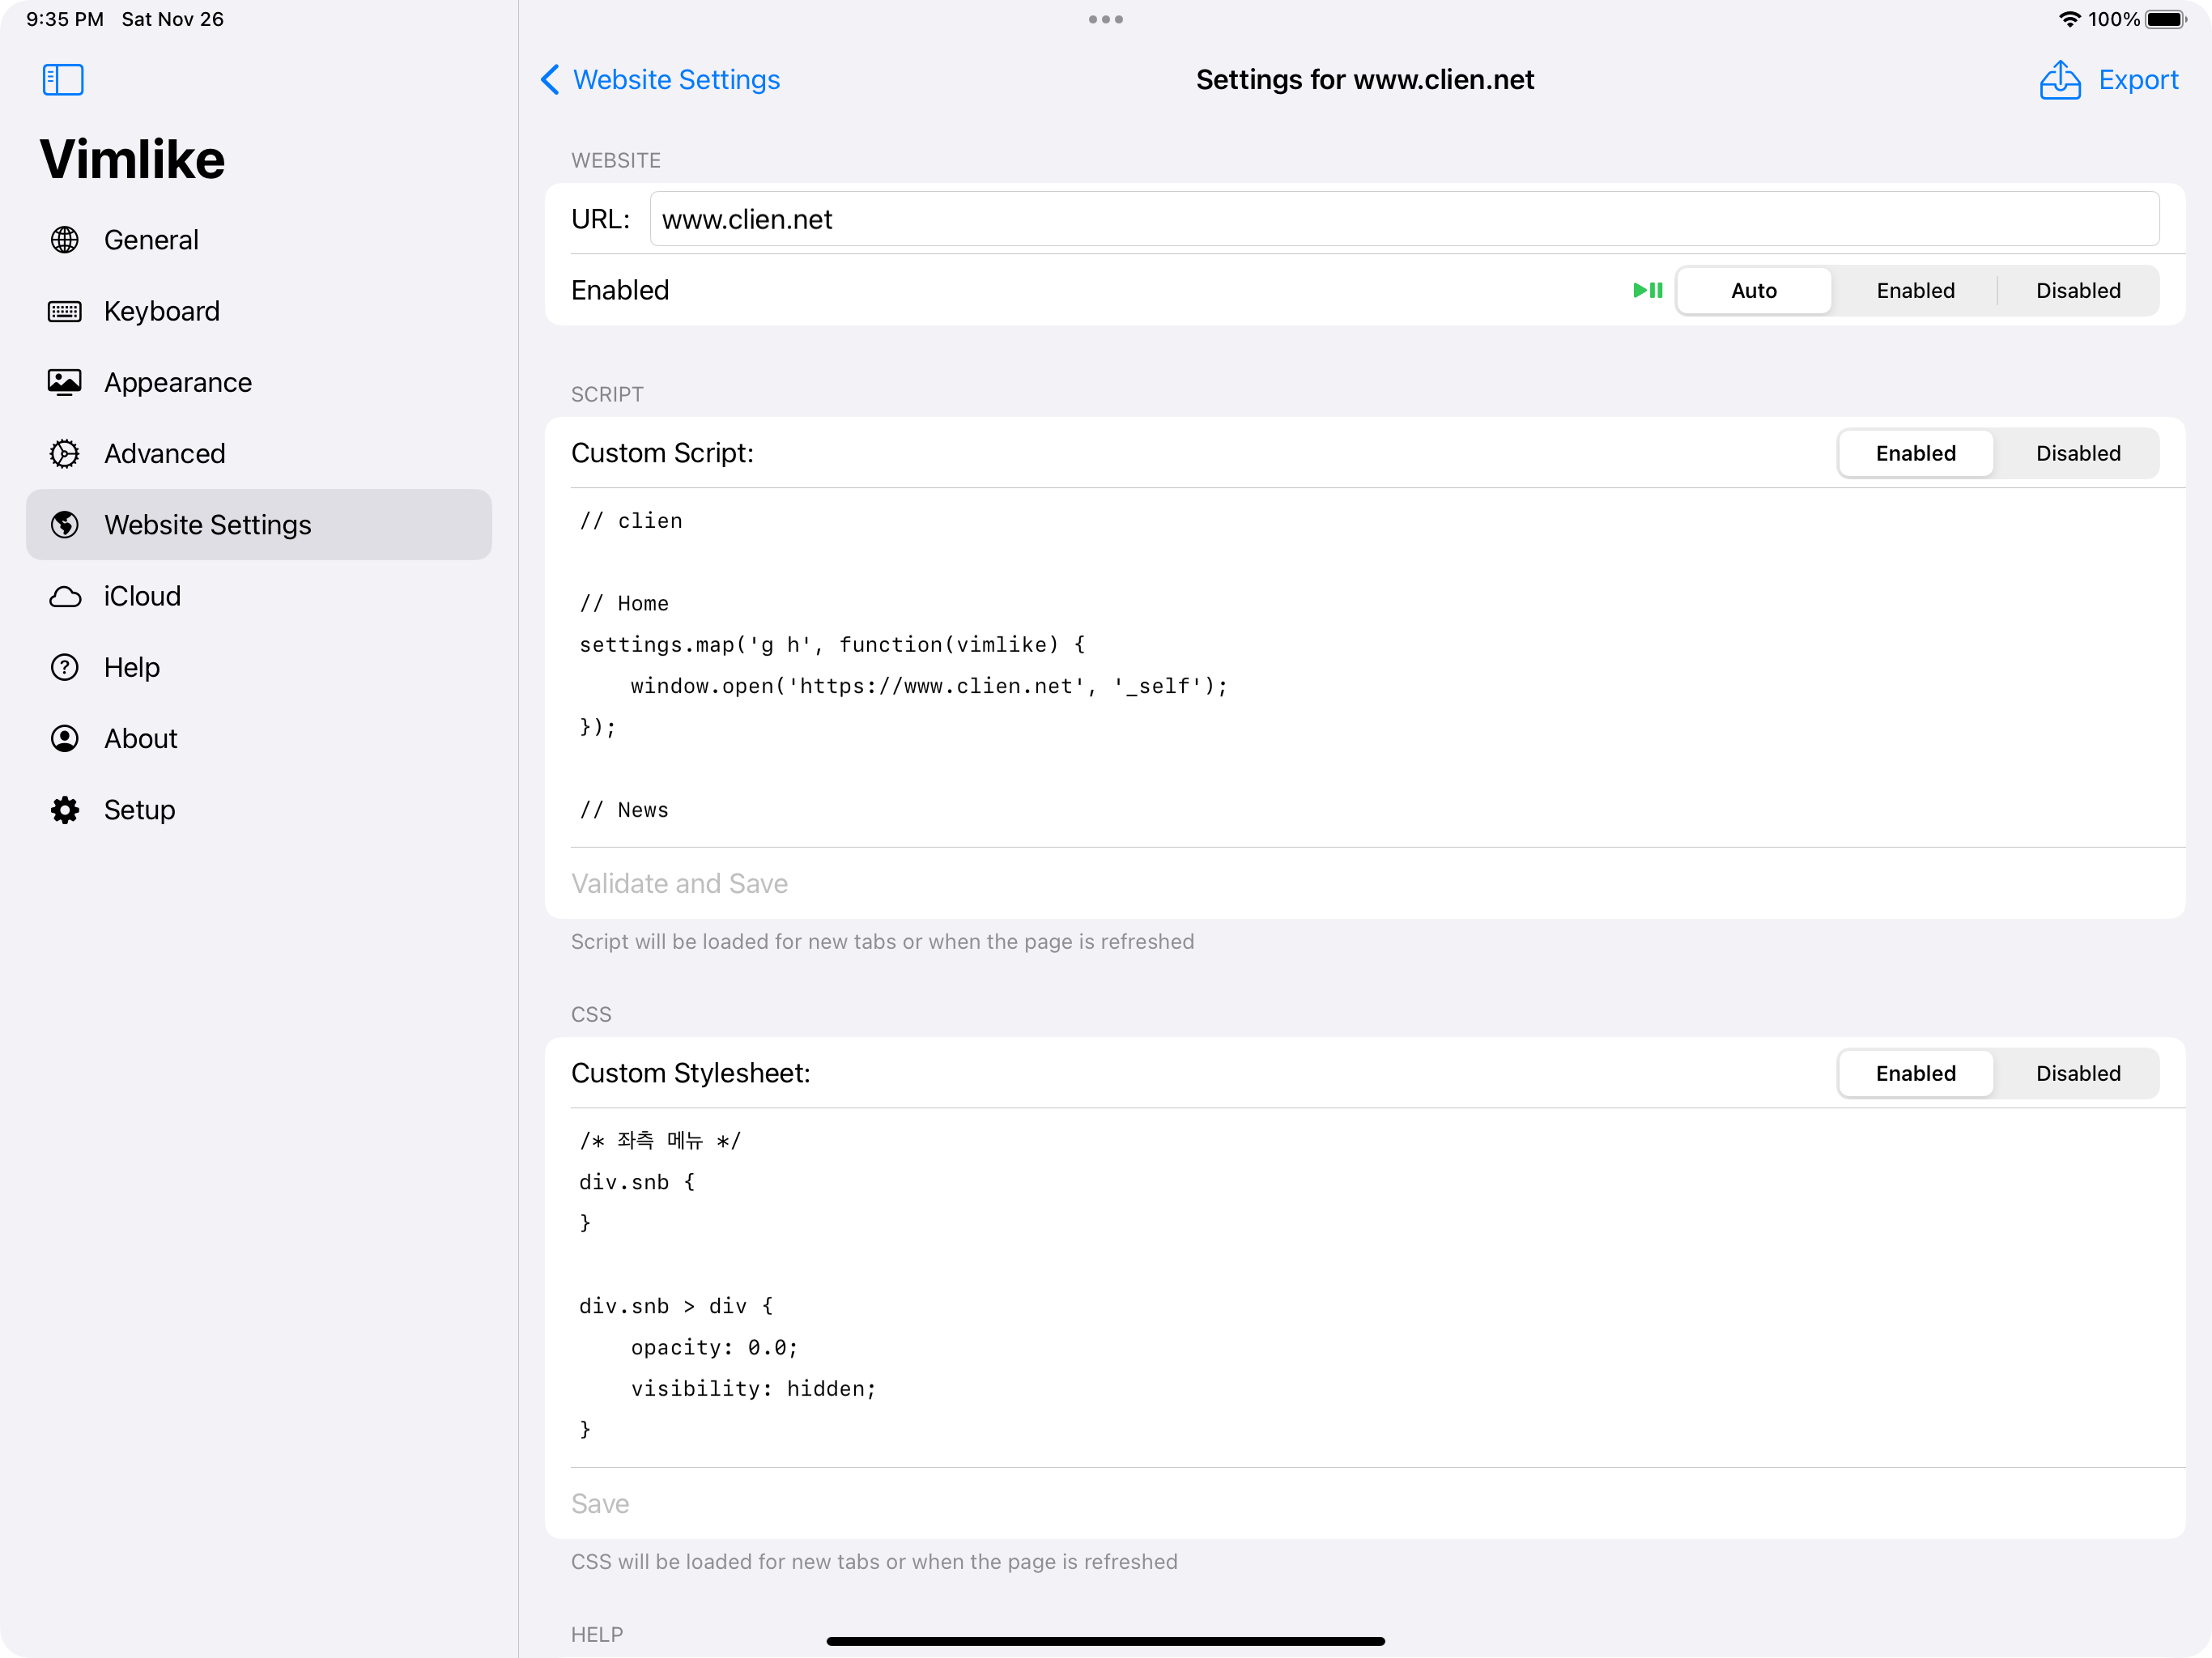 9:35 PM Sat Nov 26
100%
Vimlike
General
Keyboard
Appearance
Advanced
Website Settings
iCloud
Help
About
Setup
Website Settings
Settings for www.clien.net
Export
WEBSITE
URL: www.clien.net
Enabled Auto Enabled Disabled
SCRIPT
Custom Script: Enabled Disabled
// clien
// Home
settings.map('g h', function(vimlike) {
    window.open('https://www.clien.net', '_self');
});
// News
Validate and Save
Script will be loaded for new tabs or when the page is refreshed
CSS
Custom Stylesheet: Enabled Disabled
/* 좌측 메뉴 */
div.snb {
}
div.snb > div {
    opacity: 0.0;
    visibility: hidden;
}
Save
CSS will be loaded for new tabs or when the page is refreshed
HELP